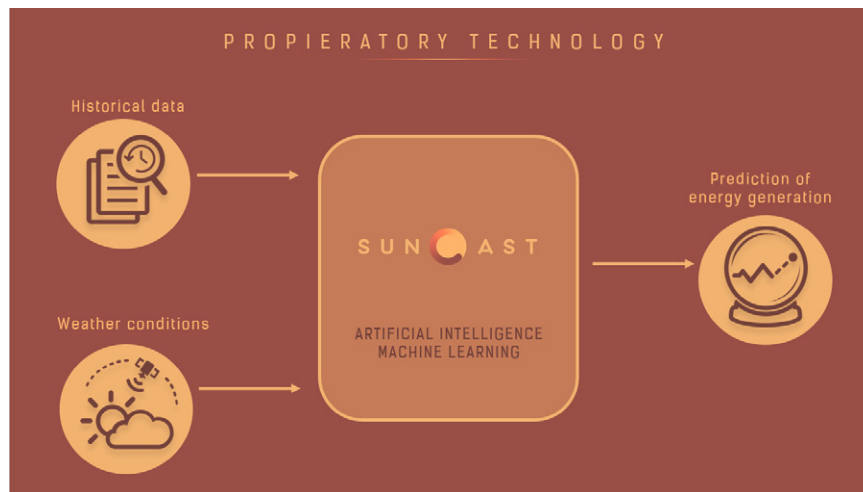 PROPIERATORY TECHNOLOGY
Historical data
Prediction of
energy generation
SUNCAST
ARTIFICIAL INTELLIGENCE
MACHINE LEARNING
Weather conditions